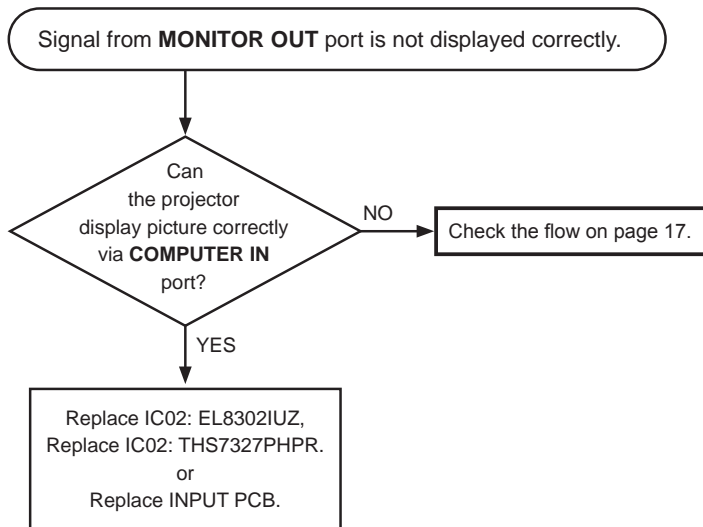 Signal from MONITOR OUT port is not displayed correctly.
Can
the projector
display picture correctly
via COMPUTER IN
port?
NO
Check the flow on page 17.
YES
Replace IC02: EL8302IUZ,
Replace IC02: THS7327PHPR.
or
Replace INPUT PCB.